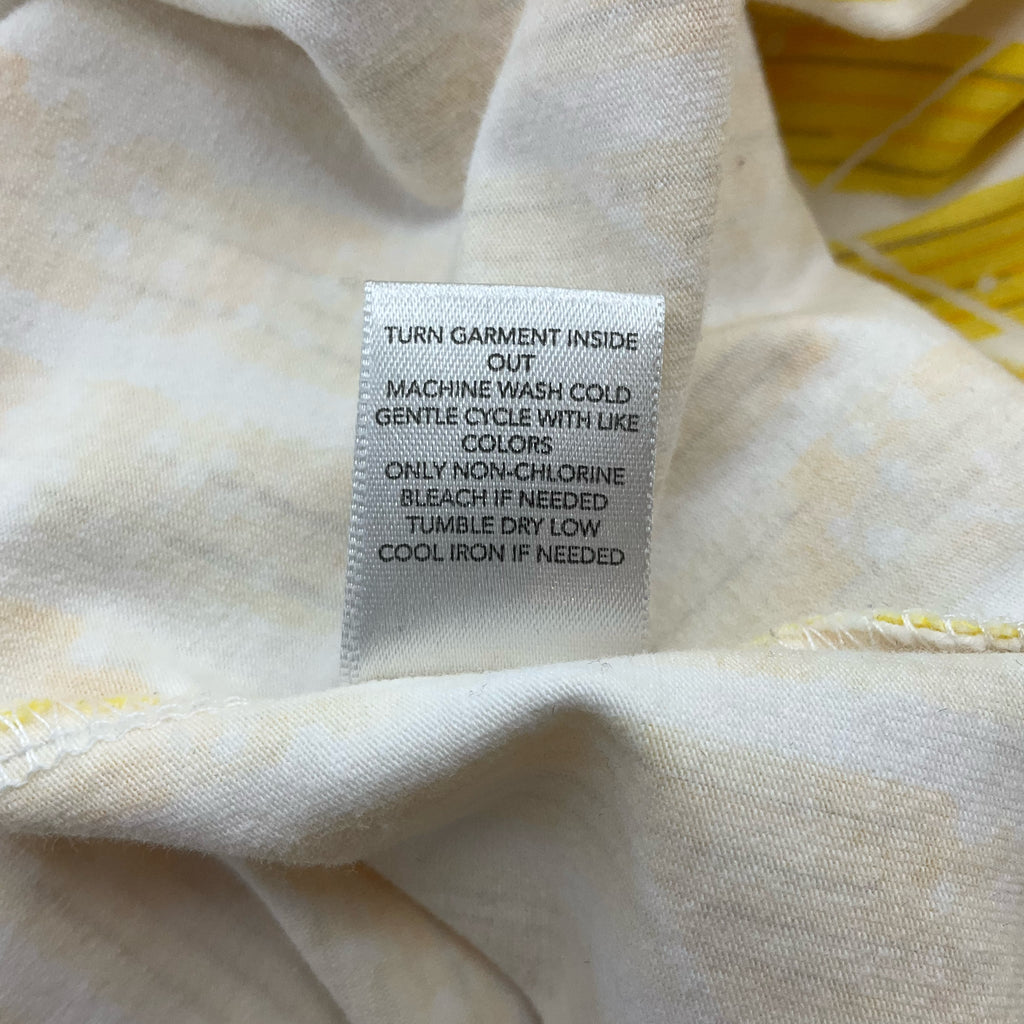 TURN GARMENT INSIDE
OUT
MACHINE WASH COLD
GENTLE CYCLE WITH LIKE
COLORS
ONLY NON-CHLORINE
BLEACH IF NEEDED
TUMBLE DRY LOW
COOL IRON IF NEEDED